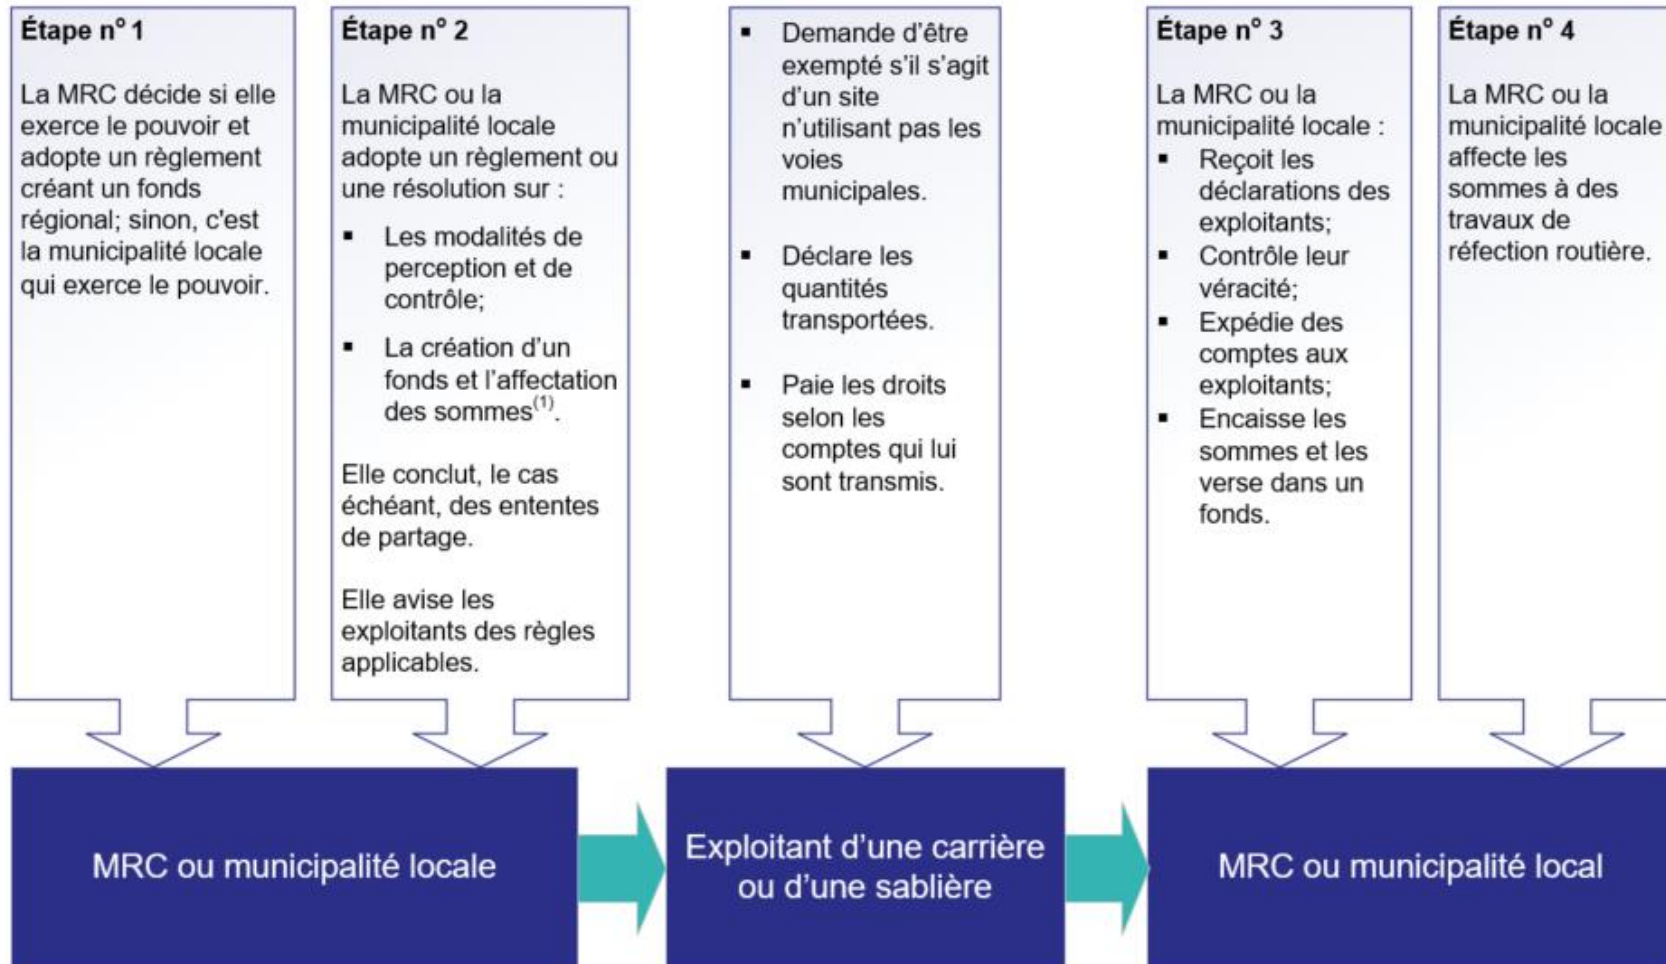 Étape nº 1
La MRC décide si elle
exerce le pouvoir et
adopte un règlement
créant un fonds
régional; sinon, c'est
la municipalité locale
qui exerce le pouvoir.
Étape nº 2
La MRC ou la
municipalité locale
adopte un règlement ou
une résolution sur :
▪ Les modalités de
perception et de
contrôle;
▪ La création d’un
fonds et l’affectation
des sommes(1).
Elle conclut, le cas
échéant, des ententes
de partage.
Elle avise les
exploitants des règles
applicables.
▪ Demande d’être
exempté s’il s’agit
d’un site
n’utilisant pas les
voies
municipales.
▪ Déclare les
quantités
transportées.
▪ Paie les droits
selon les
comptes qui lui
sont transmis.
Étape nº 3
La MRC ou la
municipalité locale :
▪ Reçoit les
déclarations des
exploitants;
▪ Contrôle leur
véracité;
▪ Expédie des
comptes aux
exploitants;
▪ Encaisse les
sommes et les
verse dans un
fonds.
Étape nº 4
La MRC ou la
municipalité locale
affecte les
sommes à des
travaux de
réfection routière.
MRC ou municipalité locale
Exploitant d’une carrière
ou d’une sablière
MRC ou municipalité local